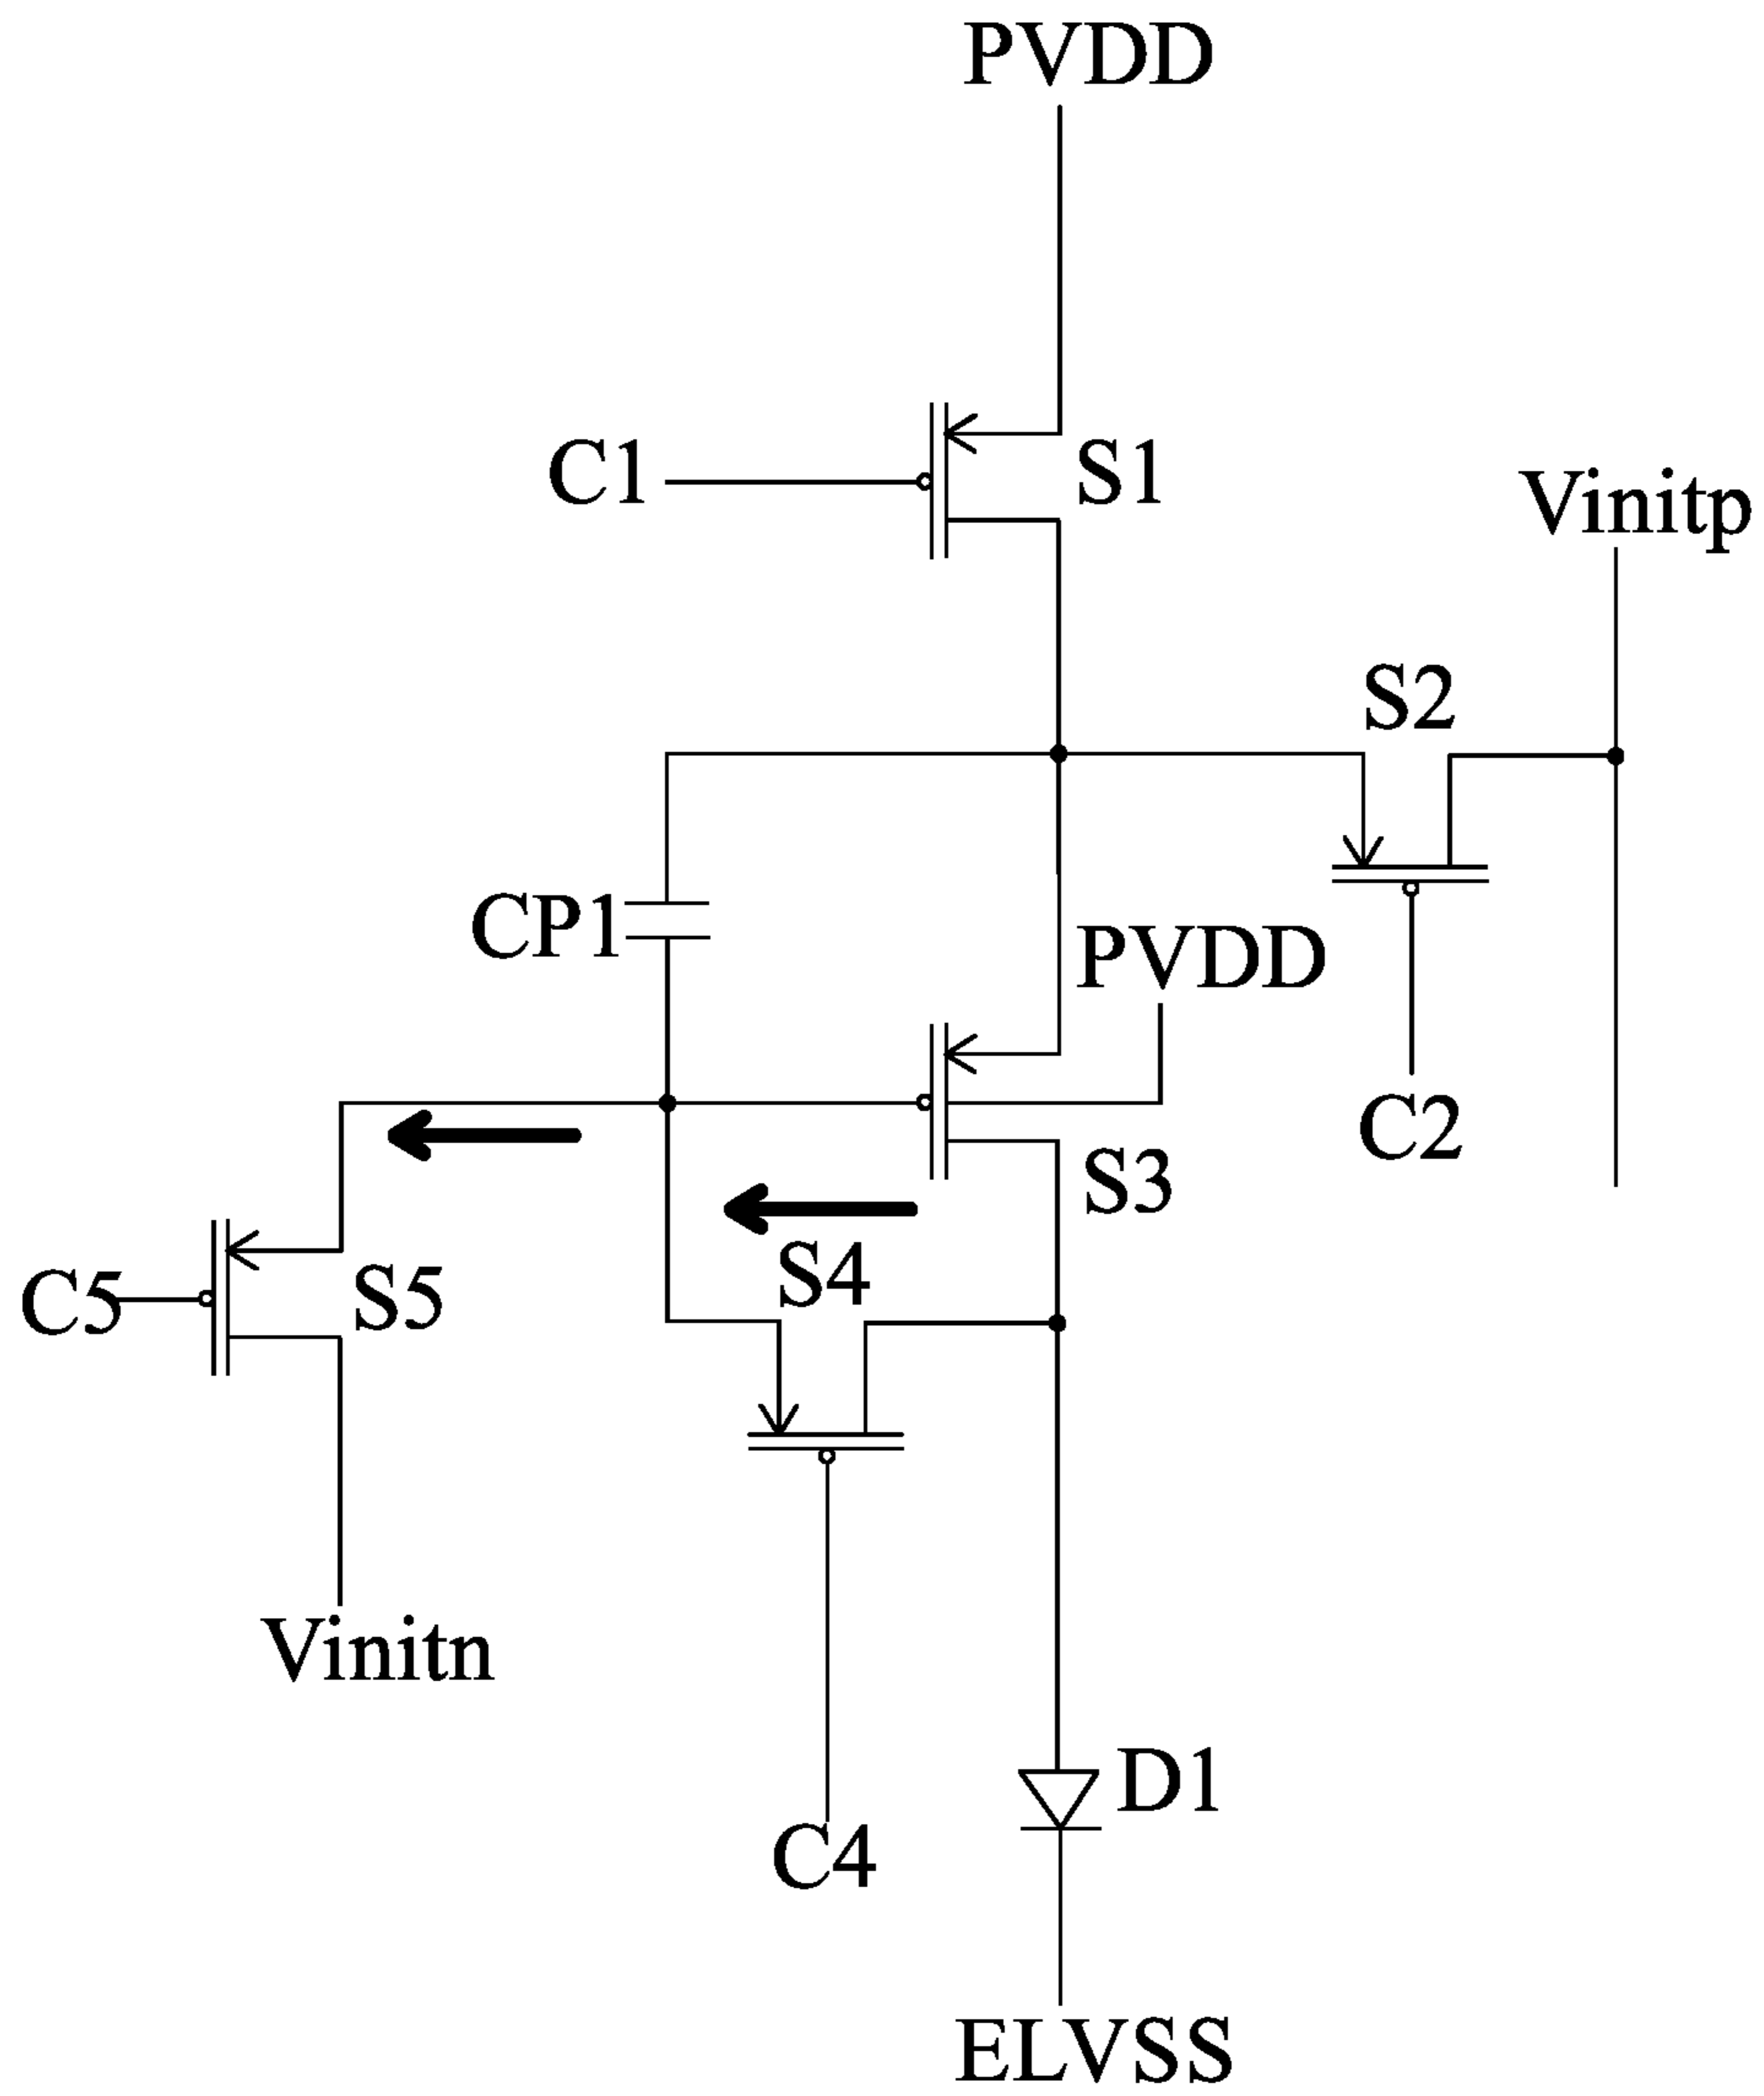 PVDD
C1
S1
Vinitp
S2
CP1
PVDD
C2
S3
S4
C5
S5
Vinitn
D1
C4
ELVSS